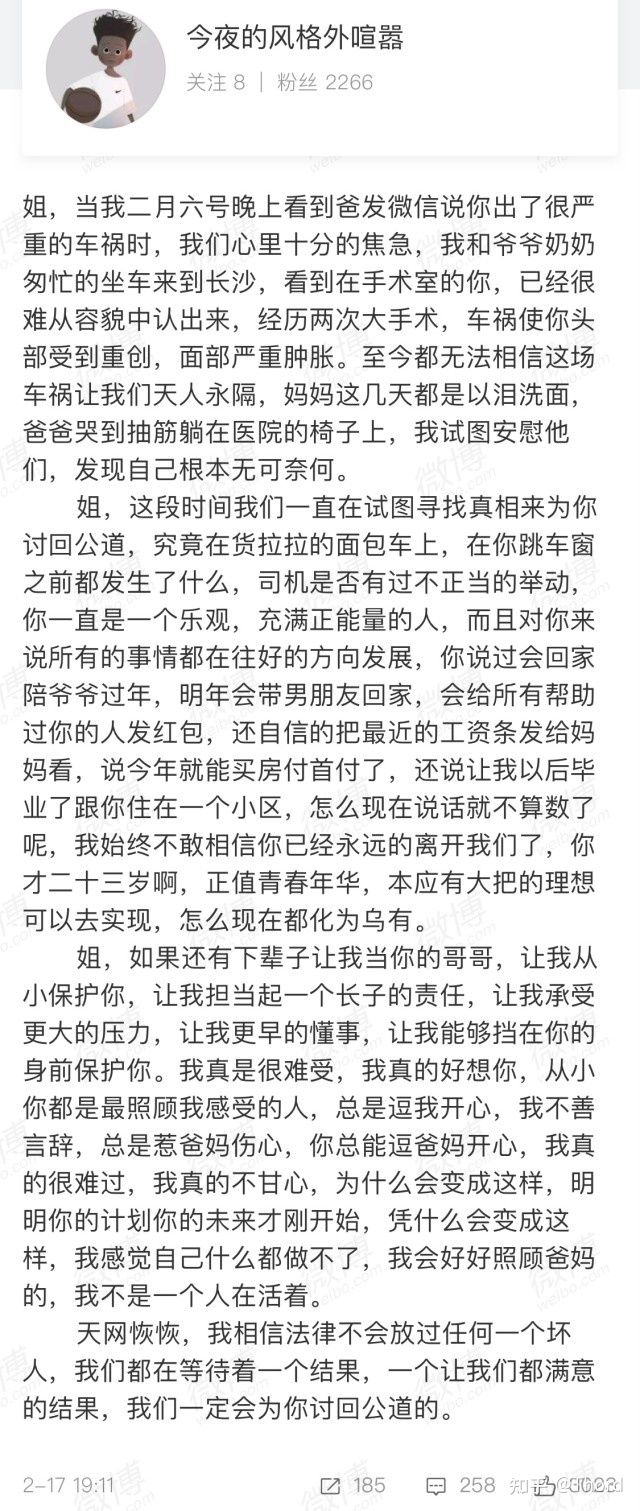 今夜的风格外喧嚣
关注 8 | 粉丝 2266
姐，当我二月六号晚上看到爸发微信说你出了很严
重的车祸时，我们心里十分的焦急，我和爷爷奶奶
匆忙的坐车来到长沙，看到在手术室的你，已经很
难从容貌中认出来，经历两次大手术，车祸使你头
部受到重创，面部严重肿胀。至今都无法相信这场
车祸让我们天人永隔，妈妈这几天都是以泪洗面，
爸爸哭到抽筋躺在医院的椅子上，我试图安慰他
们，发现自己根本无可奈何。
姐，这段时间我们一直在试图寻找真相来为你
讨回公道，究竟在货拉拉的面包车上，在你跳车窗
之前都发生了什么，司机是否有过不正当的举动，
你一直是一个乐观，充满正能量的人，而且对你来
说所有的事情都在往好的方向发展，你说过会回家
陪爷爷过年，明年会带男朋友回家，会给所有帮助
过你的人发红包，还自信的把最近的工资条发给妈
妈看，说今年就能买房付首付了，还说让我以后毕
业了跟你住在一个小区，怎么现在说话就不算数了
呢，我始终不敢相信你已经永远的离开我们了，你
才二十三岁啊，正值青春年华，本应有大把的理想
可以去实现，怎么现在都化为乌有。
姐，如果还有下辈子让我当你的哥哥，让我从
小保护你，让我担当起一个长子的责任，让我承受
更大的压力，让我更早的懂事，让我能够挡在你的
身前保护你。我真是很难受，我真的好想你，从小
你都是最照顾我感受的人，总是逗我开心，我不善
言辞，总是惹爸妈伤心，你总能逗爸妈开心，我真
的很难过，我真的不甘心，为什么会变成这样，明
明你的计划你的未来才刚开始，凭什么会变成这
样，我感觉自己什么都做不了，我会好好照顾爸妈
的，我不是一个人在活着。
天网恢恢，我相信法律不会放过任何一个坏
人，我们都在等待着一个结果，一个让我们都满意
的结果，我们一定会为你讨回公道的。
2-17 19:11 185 258 3623
知乎
微博
weibo.com